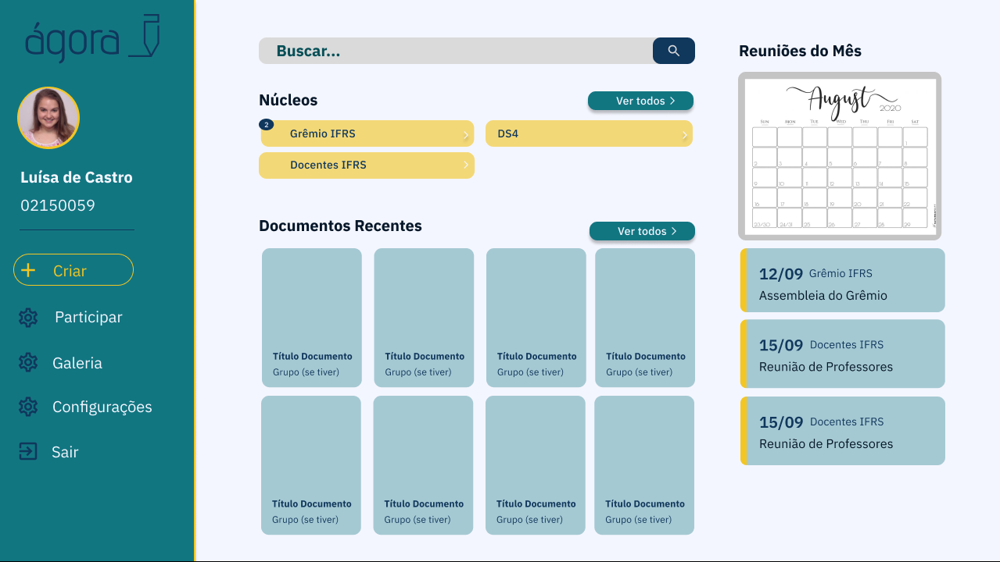 ágora
Luísa de Castro
02150059
Criar
Participar
Galeria
Configurações
Sair
Buscar...
Núcleos
Ver todos
2
Grêmio IFRS
DS4
Docentes IFRS
Documentos Recentes
Ver todos
Título Documento
Grupo (se tiver)
Título Documento
Grupo (se tiver)
Título Documento
Grupo (se tiver)
Título Documento
Grupo (se tiver)
Título Documento
Grupo (se tiver)
Título Documento
Grupo (se tiver)
Título Documento
Grupo (se tiver)
Título Documento
Grupo (se tiver)
Reuniões do Mês
August
2020
SUN MON TUE WED THU FRI SAT
1
2 3 4 5 6 7 8
9 10 11 12 13 14 15
16 17 18 19 20 21 22
23/30 24/31 25 26 27 28 29
12/09 Grêmio IFRS
Assembleia do Grêmio
15/09 Docentes IFRS
Reunião de Professores
15/09 Docentes IFRS
Reunião de Professores